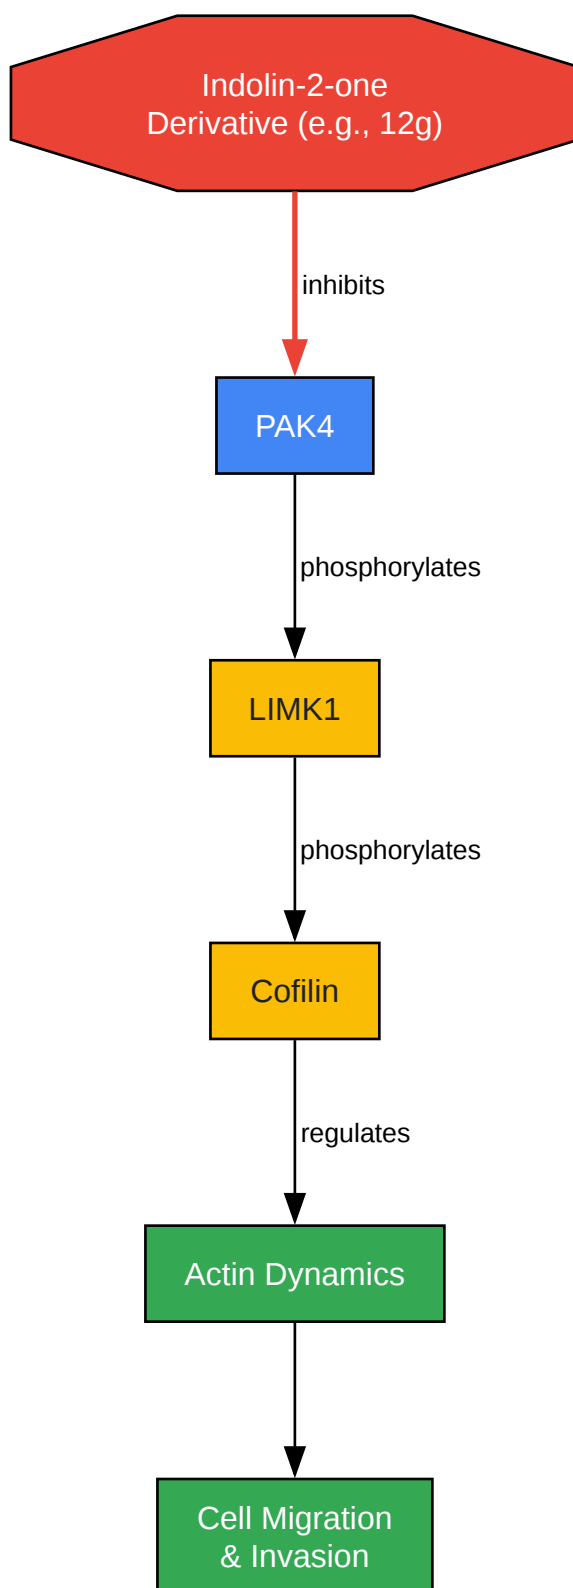 Indolin-2-one
Derivative (e.g., 12g)
inhibits
PAK4
phosphorylates
LIMK1
phosphorylates
Cofilin
regulates
Actin Dynamics
Cell Migration
& Invasion